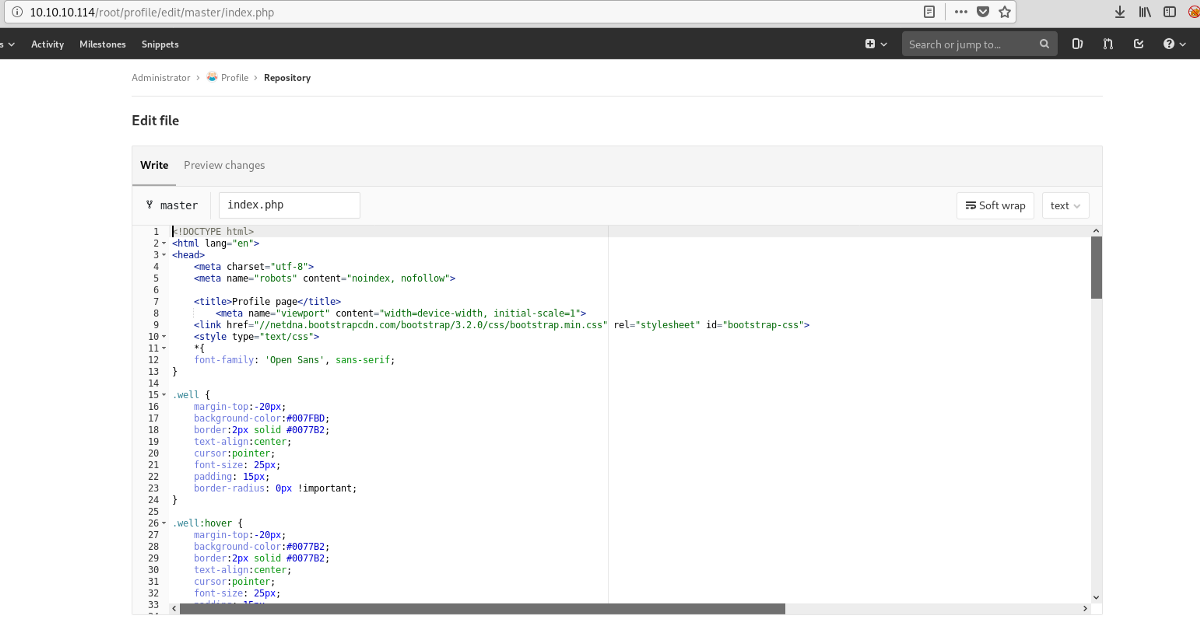 10.10.10.114/root/profile/edit/master/index.php
s Activity Milestones Snippets Search or jump to...
Administrator > Profile > Repository
Edit file
Write Preview changes
master index.php Soft wrap text
1 <!DOCTYPE html>
2 <html lang="en">
3 <head>
4 <meta charset="utf-8">
5 <meta name="robots" content="noindex, nofollow">
6
7 <title>Profile page</title>
8 <meta name="viewport" content="width=device-width, initial-scale=1">
9 <link href="//netdna.bootstrapcdn.com/bootstrap/3.2.0/css/bootstrap.min.css" rel="stylesheet" id="bootstrap-css">
10 <style type="text/css">
11 *{
12 font-family: 'Open Sans', sans-serif;
13 }
14
15 .well {
16 margin-top:-20px;
17 background-color:#007FBD;
18 border:2px solid #0077B2;
19 text-align:center;
20 cursor:pointer;
21 font-size: 25px;
22 padding: 15px;
23 border-radius: 0px !important;
24 }
25
26 .well:hover {
27 margin-top:-20px;
28 background-color:#0077B2;
29 border:2px solid #0077B2;
30 text-align:center;
31 cursor:pointer;
32 font-size: 25px;
33